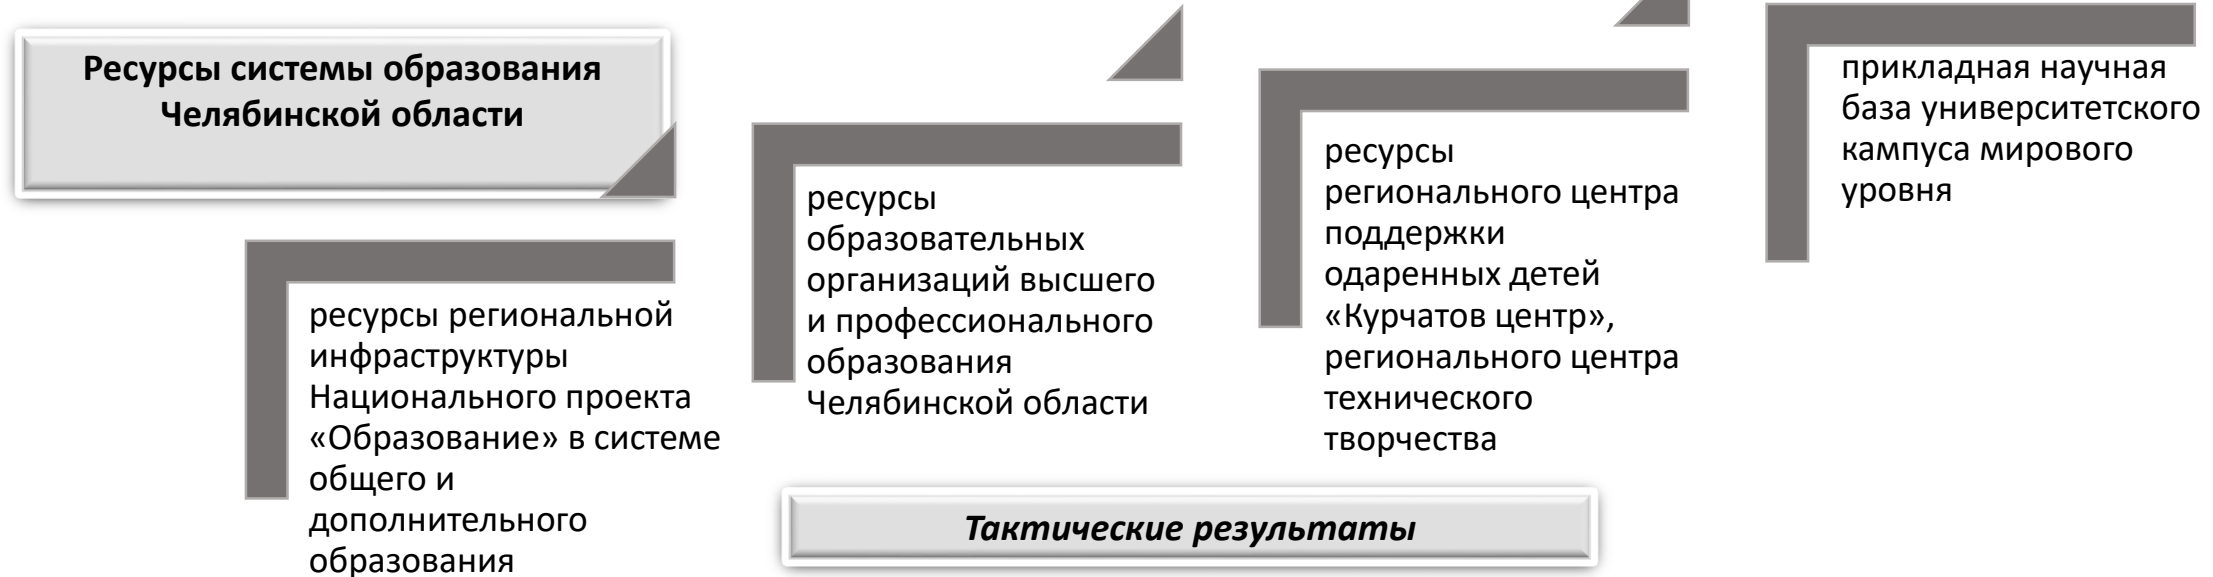 Ресурсы системы образования
Челябинской области
ресурсы региональной
инфраструктуры
Национального проекта
«Образование» в системе
общего и
дополнительного
образования
ресурсы
образовательных
организаций высшего
и профессионального
образования
Челябинской области
ресурсы
регионального центра
поддержки
одаренных детей
«Курчатов центр»,
регионального центра
технического
творчества
прикладная научная
база университетского
кампуса мирового
уровня
Тактические результаты